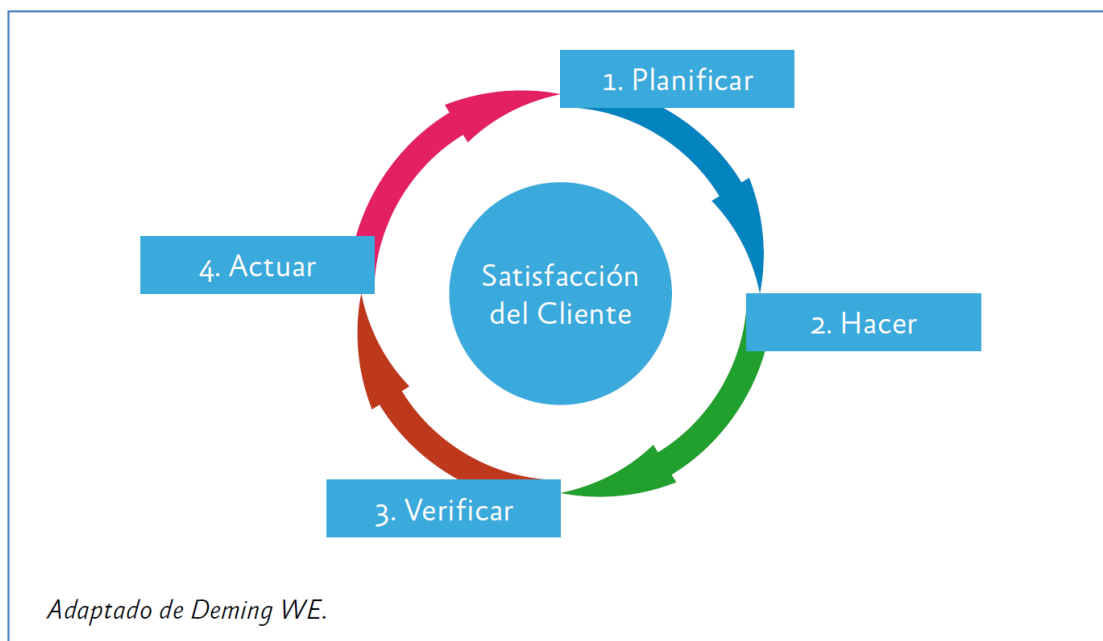 1. Planificar
2. Hacer
3. Verificar
4. Actuar
Satisfacción
del Cliente
Adaptado de Deming WE.